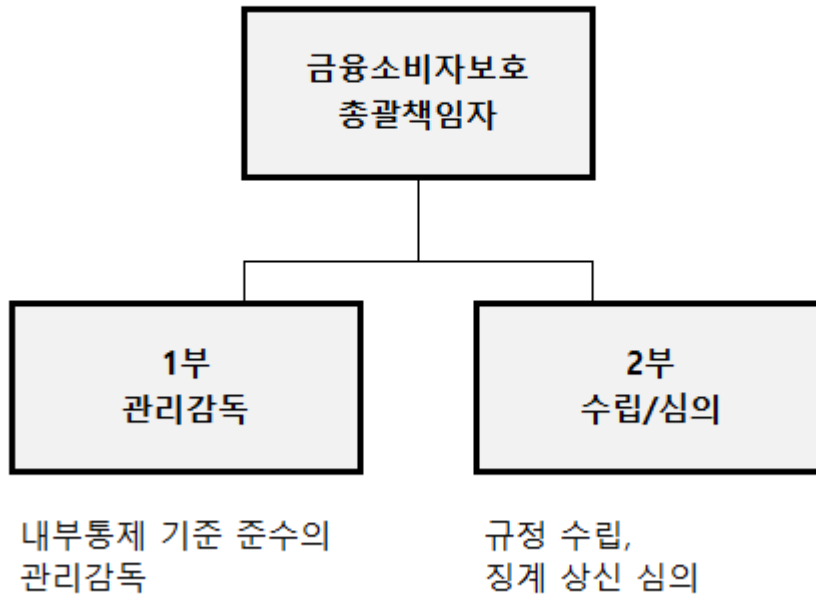 금융소비자보호
총괄책임자
1부
관리감독
2부
수립/심의
내부통제 기준 준수의
관리감독
규정 수립,
징계 상신 심의